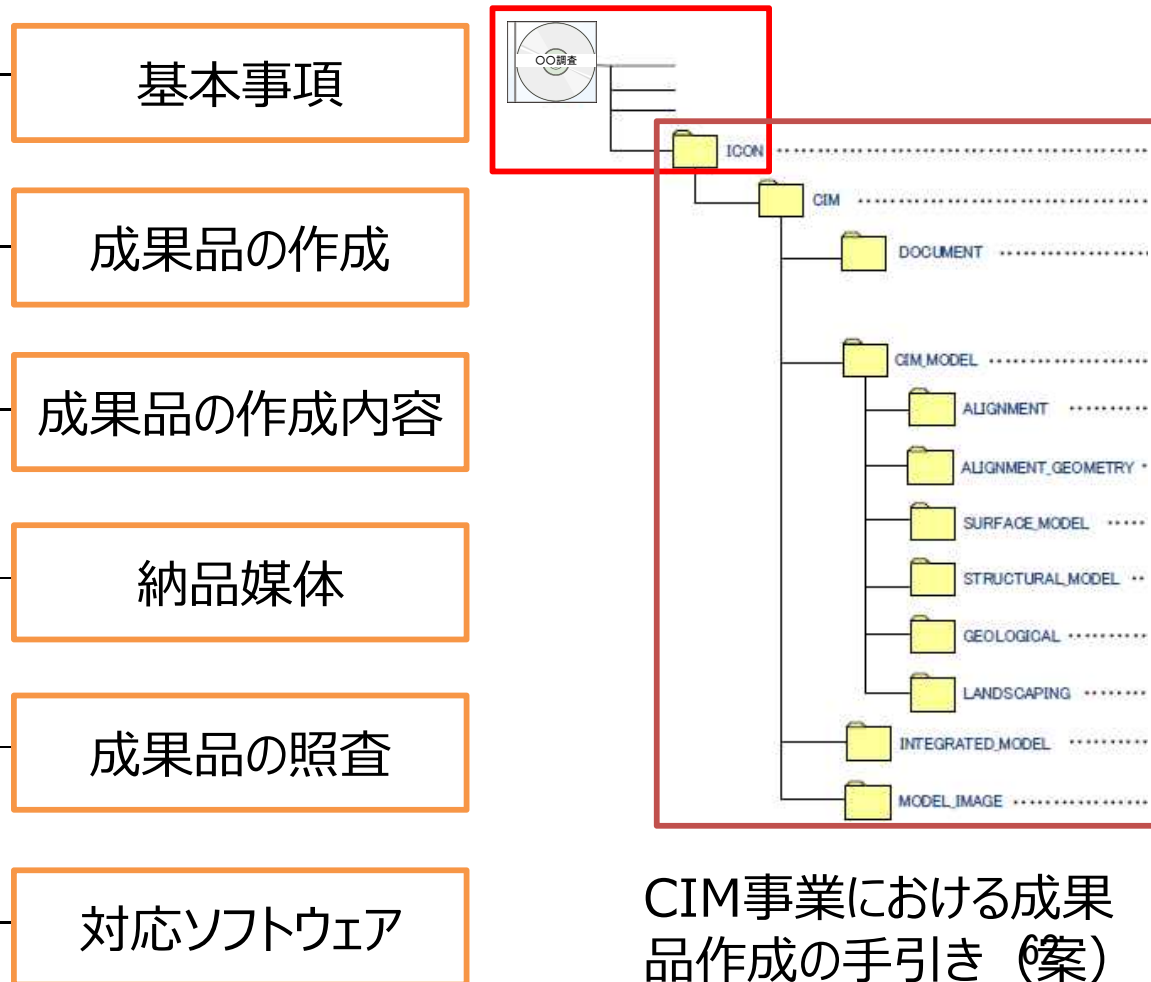 基本事項
成果品の作成
成果品の作成内容
納品媒体
成果品の照査
対応ソフトウェア
〇〇調査
ICON
CIM
DOCUMENT
CIM_MODEL
ALIGNMENT
ALIGNMENT_GEOMETRY
SURFACE_MODEL
STRUCTURAL_MODEL
GEOLOGICAL
LANDSCAPING
INTEGRATED_MODEL
MODEL_IMAGE
CIM事業における成果
品作成の手引き（案）
62